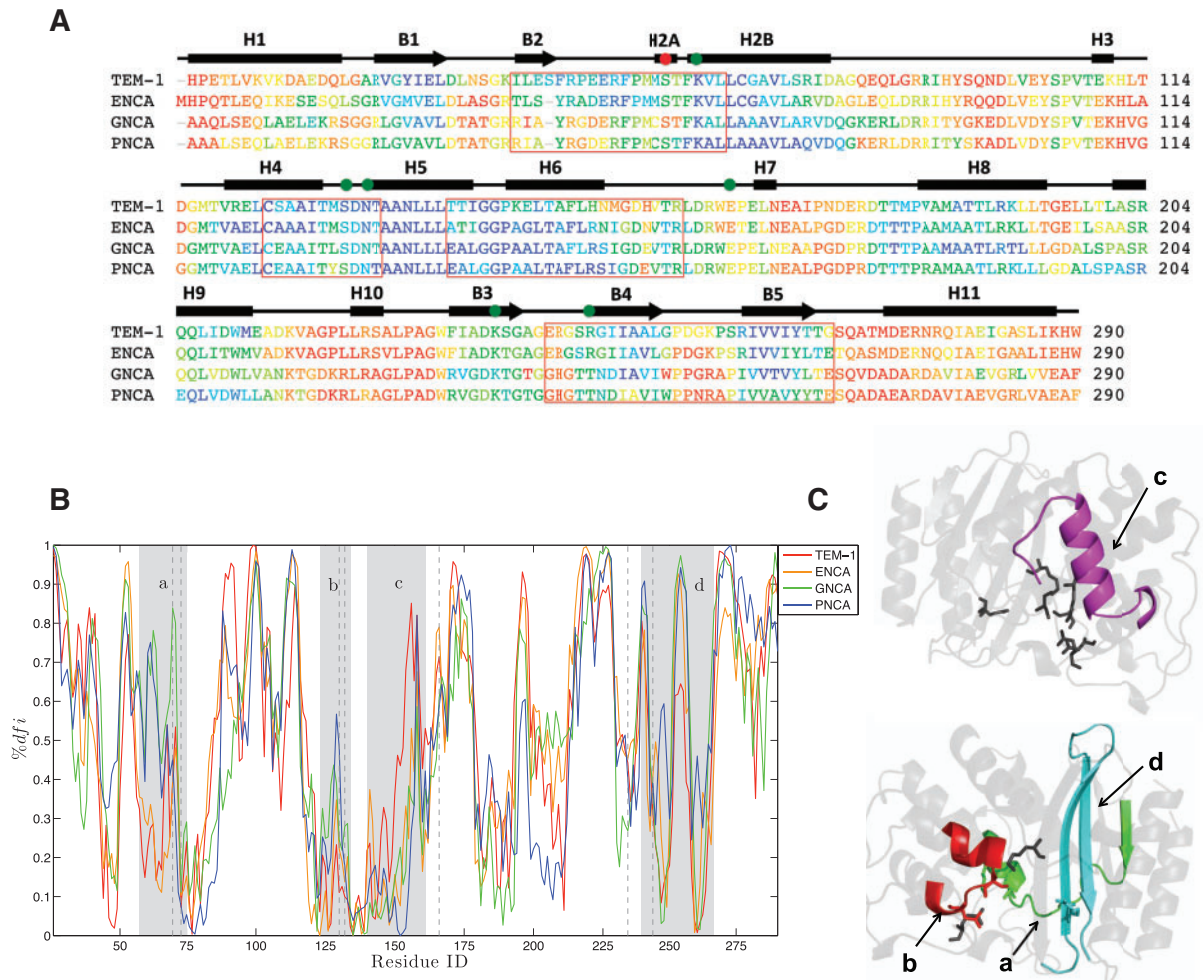 A
H1 B1 B2 H2A H2B H3
TEM-1 -HPETLVKVKDAEDQLGARVGYIELDLNSGKILESFRPEERFPMMSTFKVLLCGAVLSRIDAGQEQLGRRIHYSQNDLVEYSPVTEKHLT 114
ENCA MHPQTLEQIKESESQLSGRVGMVELDLASGRTLS-YRADERFPMMSTFKALLCGAVLARVDAGLEQLDRRIHYRQQDLVEYSPVTEKHLA 114
GNCA -AAQLSEQLAELEKRSGGRLGVAVLDTATGRRIA-YRGDERFPMCSTFKALLAAAVLARVDQGKERLDRRITYGKEDLVDYSPVTEKHVG 114
PNCA -AAALSEQLAELEKRSGGRLGVAVLDTATGRRIA-YRGDERFPMCSTFKALLAAAVLAQVDQGKERLDRRITYSKADLVDYSPVTEKHVG 114
H4 H5 H6 H7 H8
TEM-1 DGMTVRELCSAAITMSDNTAANLLLTTIGGPKELTAFLHNMGDHVTRLDRWEPELNEAIPNDERDTTMPVAMATTLRKLLTGELLTLASR 204
ENCA DGMTVAELCAAAITMSDNTAANLLLATIGGPAGLTAFLRNIGDNVTRLDRWEPELNEALPGDERDTTTPAAMATTLRKLLTGEILSAASR 204
GNCA DGMTVAELCEAAITLSDNTAANLLLEALGGPAALTAFLRSIGDEVTRLDRWEPELNEAAPGDPRDTTTPAAMAATLRTLLLGDALSPASR 204
PNCA GGMTVAELCEAAITYSDNTAANLLLEALGGPAALTAFLRSIGDEVTRLDRWEPELNEALPGDPRDTTTPRAMAATLRKLLLGDALSPASR 204
H9 H10 B3 B4 B5 H11
TEM-1 QQLIDWMEADKVAGPLLRSALPAGWFIADKSGAGERGSRGIIAALGPDGKPSRIVVIYTTGSQATMDERNRQIAEIGASLIKHW 290
ENCA QQLITWMVADKVAGPLLRSVLPAGWFIADKTGAGERGSRGIIAVLGPDGKPSRIVVIYLTETQASMDERNQQIAEIGAALIEHW 290
GNCA QQLVDWLVANKTGDKRLRAGLPADWRVGDKTGTGGHGTTNDIAVIWPPGRAPIVVTVYLTESQVDADARDAVIAEVGRLVVEAF 290
PNCA EQLVDWLLANKTGDKRLRAGLPADWRVGDKTGTGGHGTTNDIAVIWPPNRAPIVVAVYTESQADAEARDAVIAEVGRLVAEAF 290
B
C
c
a b c d
TEM-1
ENCA
GNCA
PNCA
1
0.9
0.8
0.7
0.6
0.5
0.4
0.3
0.2
0.1
0
%dfi
50 75 100 125 150 175 200 225 250 275
Residue ID
d
b
a